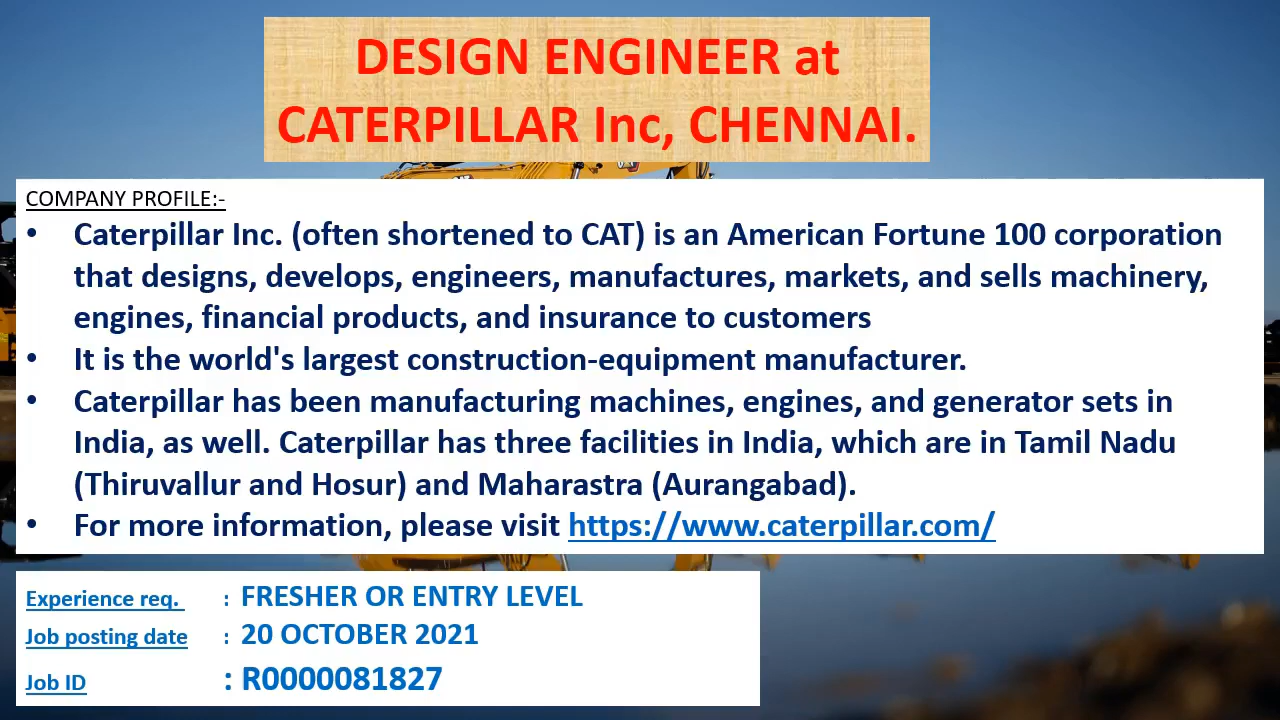 DESIGN ENGINEER at
CATERPILLAR Inc, CHENNAI.
COMPANY PROFILE:-
• Caterpillar Inc. (often shortened to CAT) is an American Fortune 100 corporation
that designs, develops, engineers, manufactures, markets, and sells machinery,
engines, financial products, and insurance to customers
• It is the world's largest construction-equipment manufacturer.
• Caterpillar has been manufacturing machines, engines, and generator sets in
India, as well. Caterpillar has three facilities in India, which are in Tamil Nadu
(Thiruvallur and Hosur) and Maharastra (Aurangabad).
• For more information, please visit https://www.caterpillar.com/
Experience req. : FRESHER OR ENTRY LEVEL
Job posting date : 20 OCTOBER 2021
Job ID : R0000081827